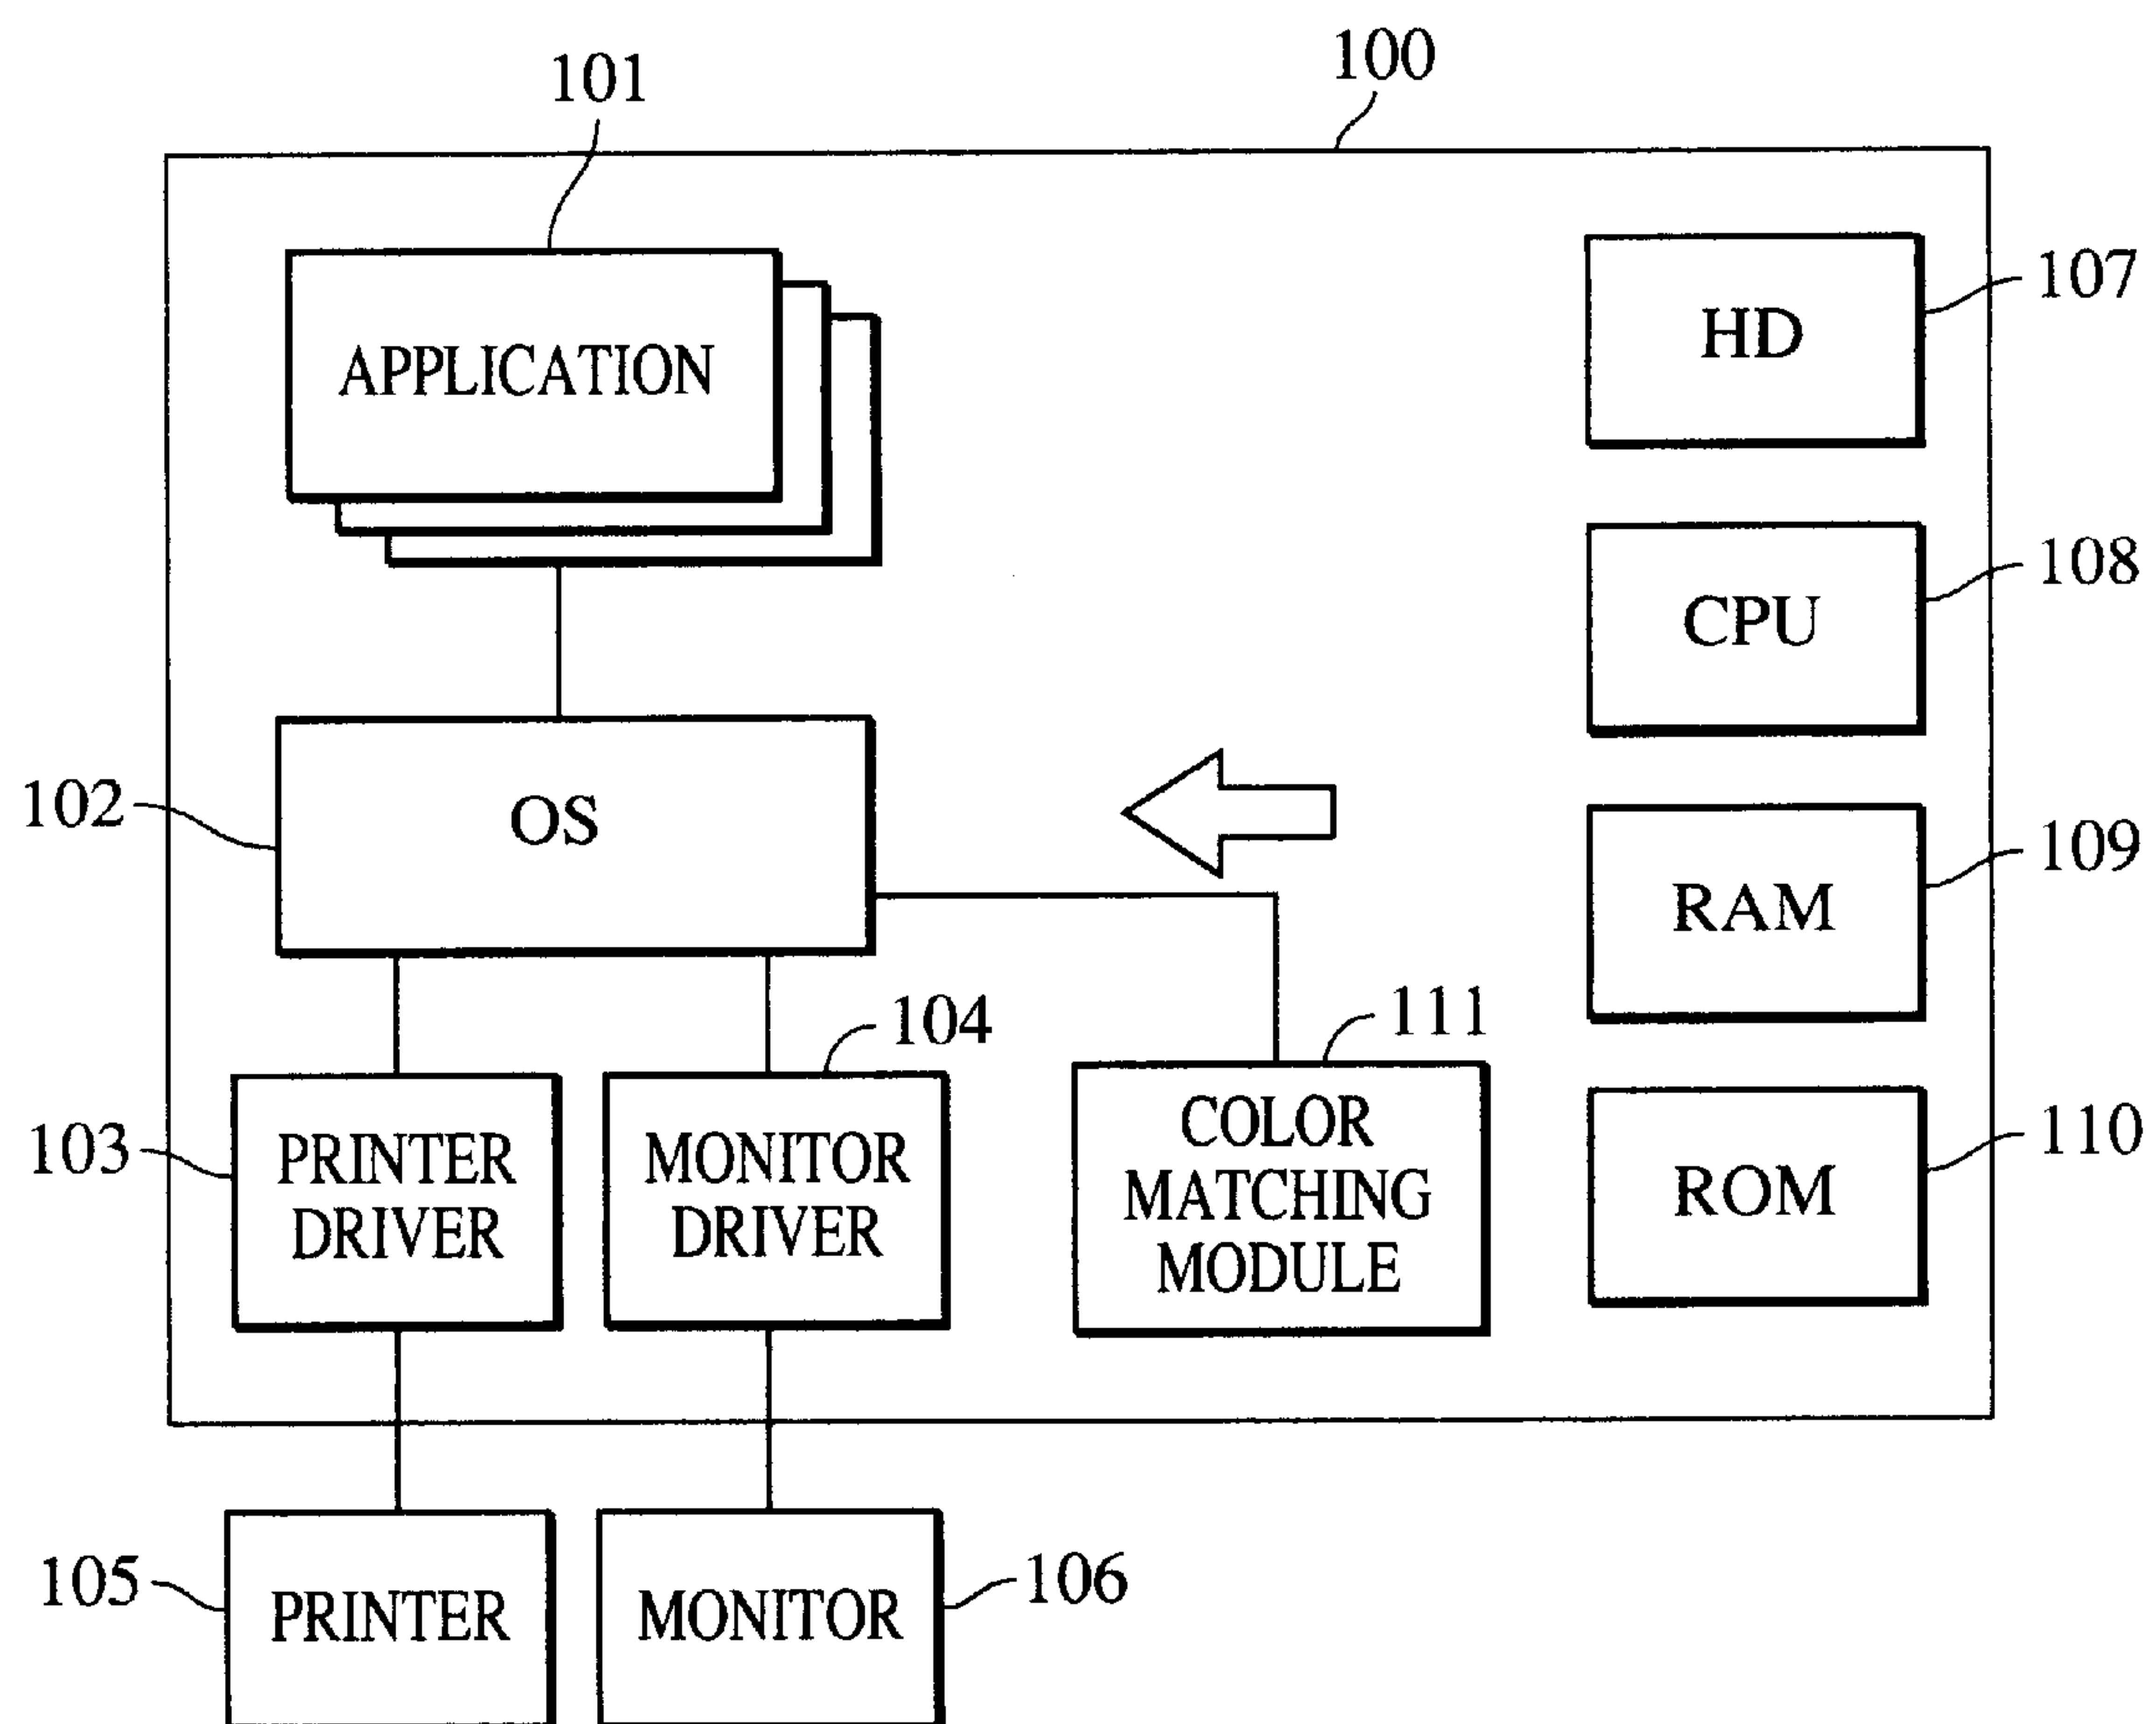 100
101
APPLICATION
HD
107
CPU
108
102
OS
RAM
109
104
111
103
PRINTER
DRIVER
MONITOR
DRIVER
COLOR
MATCHING
MODULE
ROM
110
105
PRINTER
MONITOR
106